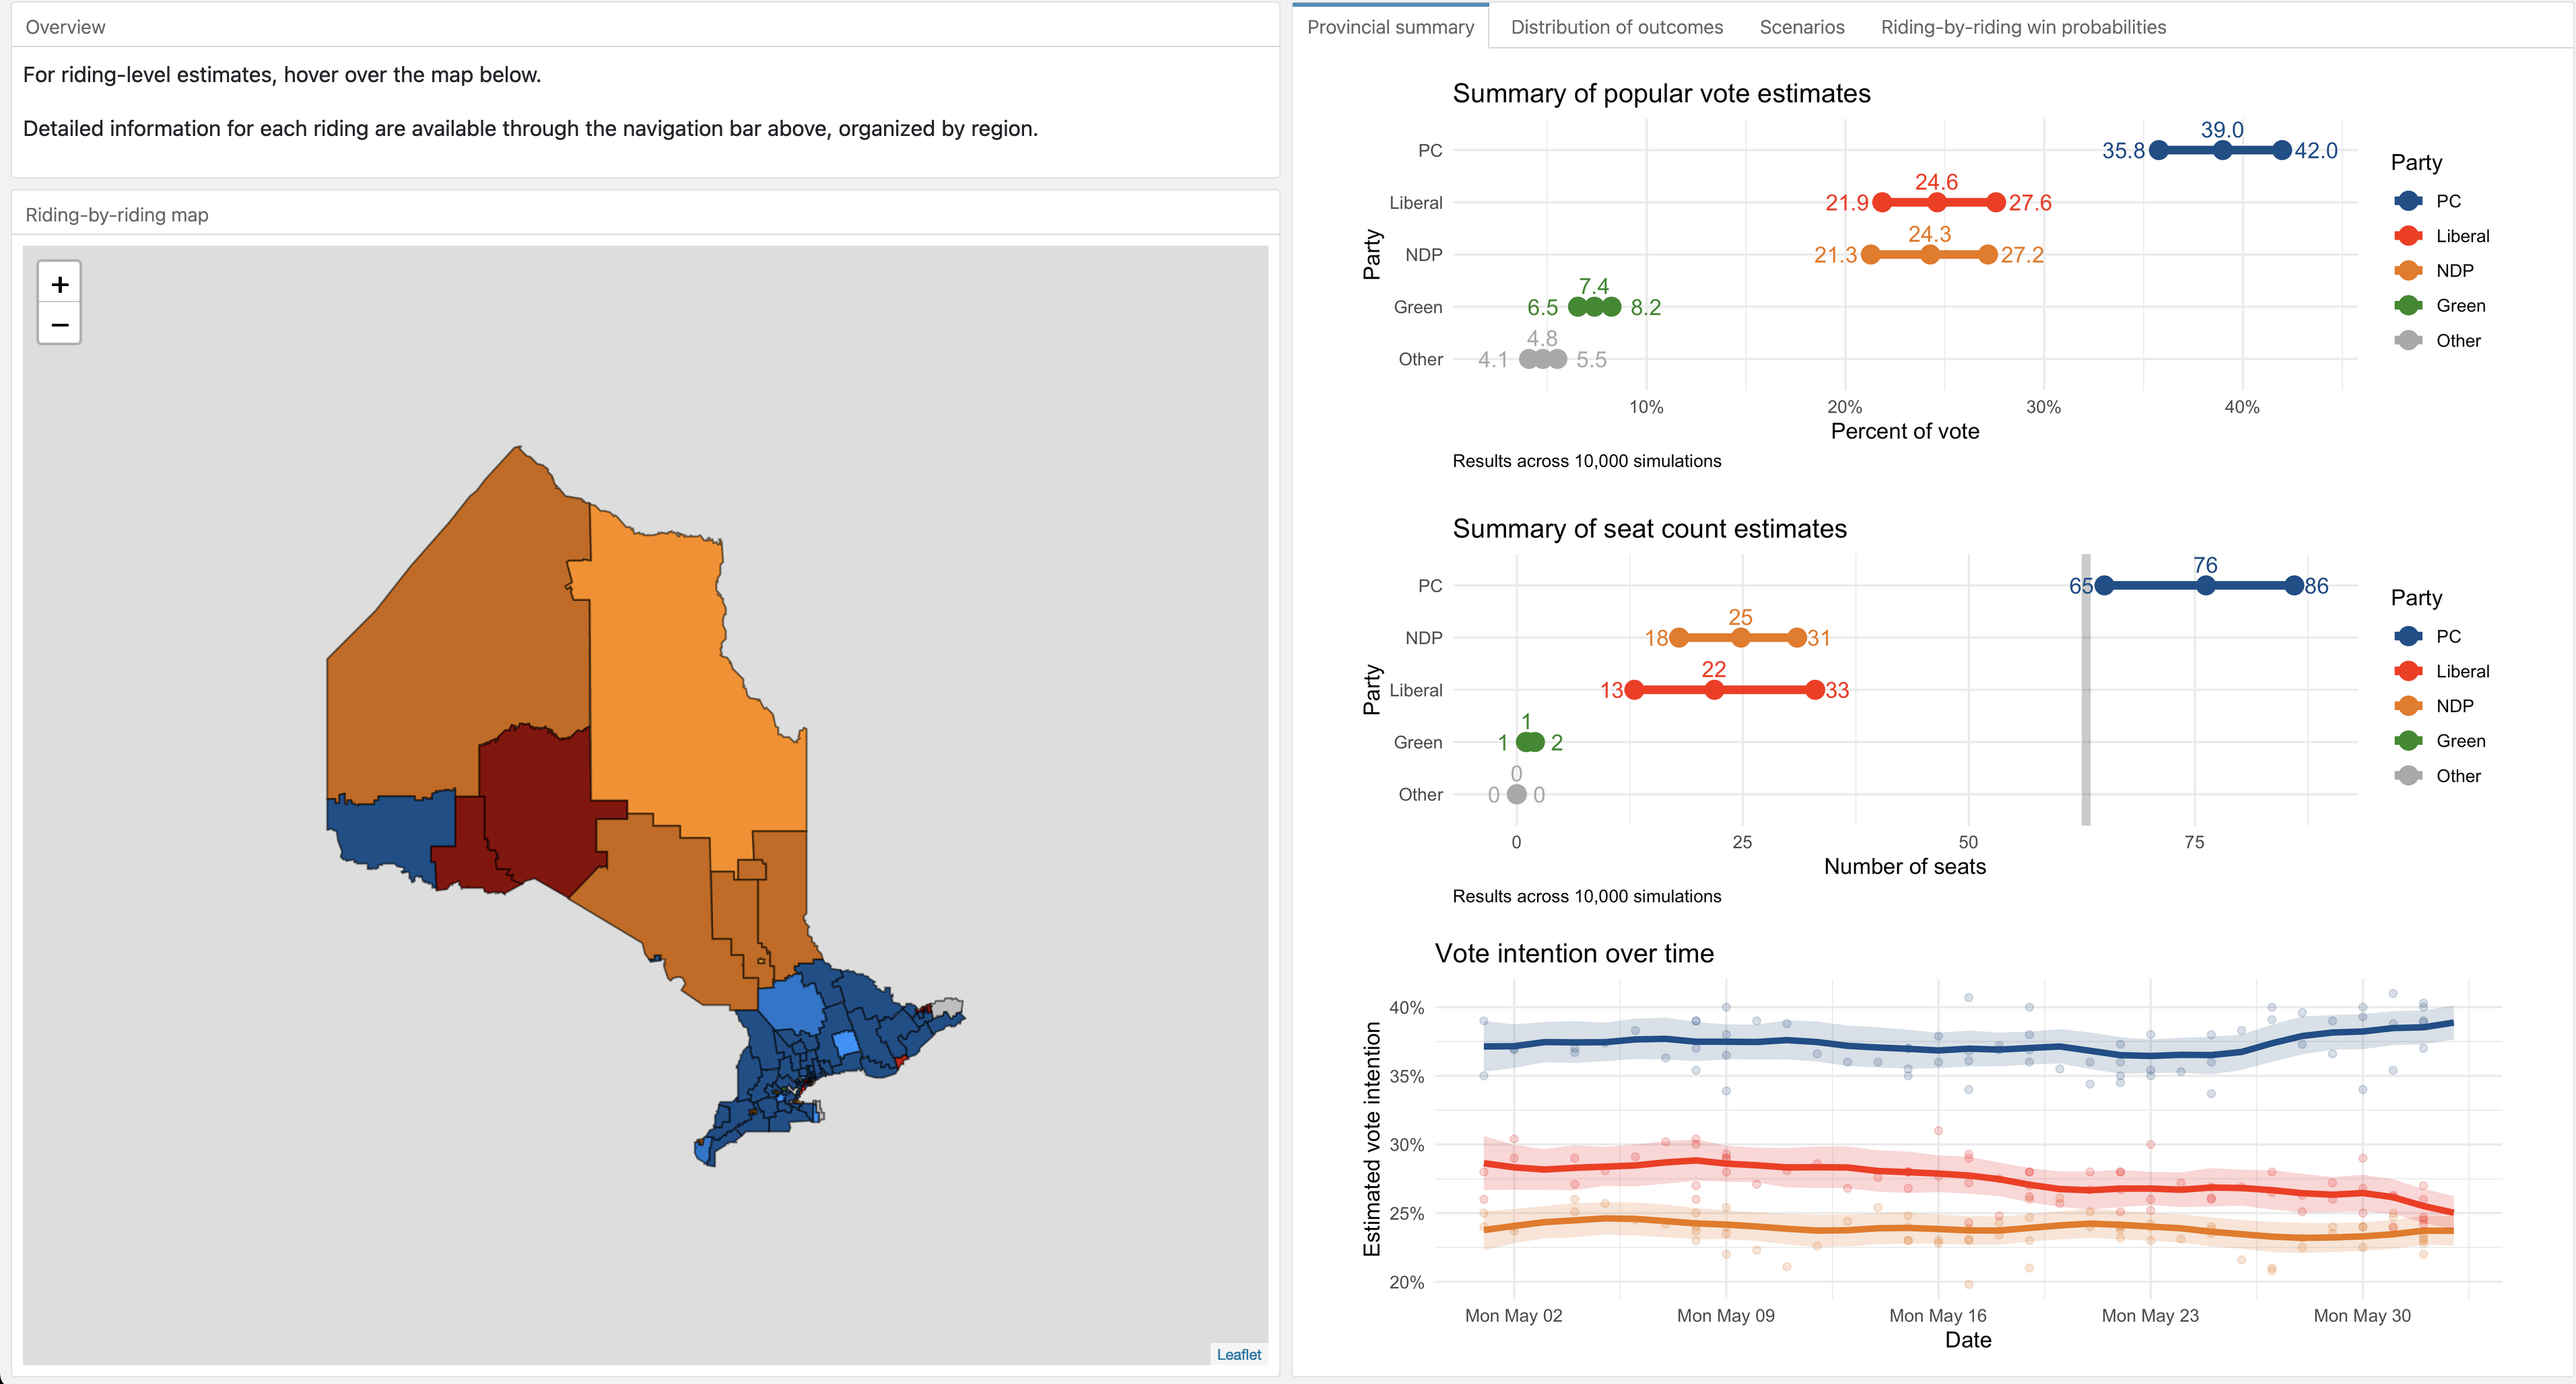 Overview
For riding-level estimates, hover over the map below.
Detailed information for each riding are available through the navigation bar above, organized by region.
Riding-by-riding map
+
−
Leaflet
Provincial summary
Distribution of outcomes
Scenarios
Riding-by-riding win probabilities
Summary of popular vote estimates
Party
PC
35.8
39.0
42.0
Liberal
21.9
24.6
27.6
NDP
21.3
24.3
27.2
Green
6.5
7.4
8.2
Other
4.1
4.8
5.5
10%
20%
30%
40%
Percent of vote
Results across 10,000 simulations
Party
PC
Liberal
NDP
Green
Other
Summary of seat count estimates
Party
PC
65
76
86
NDP
18
25
31
Liberal
13
22
33
Green
1
1
2
Other
0
0
0
0
25
50
75
Number of seats
Results across 10,000 simulations
Party
PC
Liberal
NDP
Green
Other
Vote intention over time
Estimated vote intention
40%
35%
30%
25%
20%
Mon May 02
Mon May 09
Mon May 16
Mon May 23
Mon May 30
Date